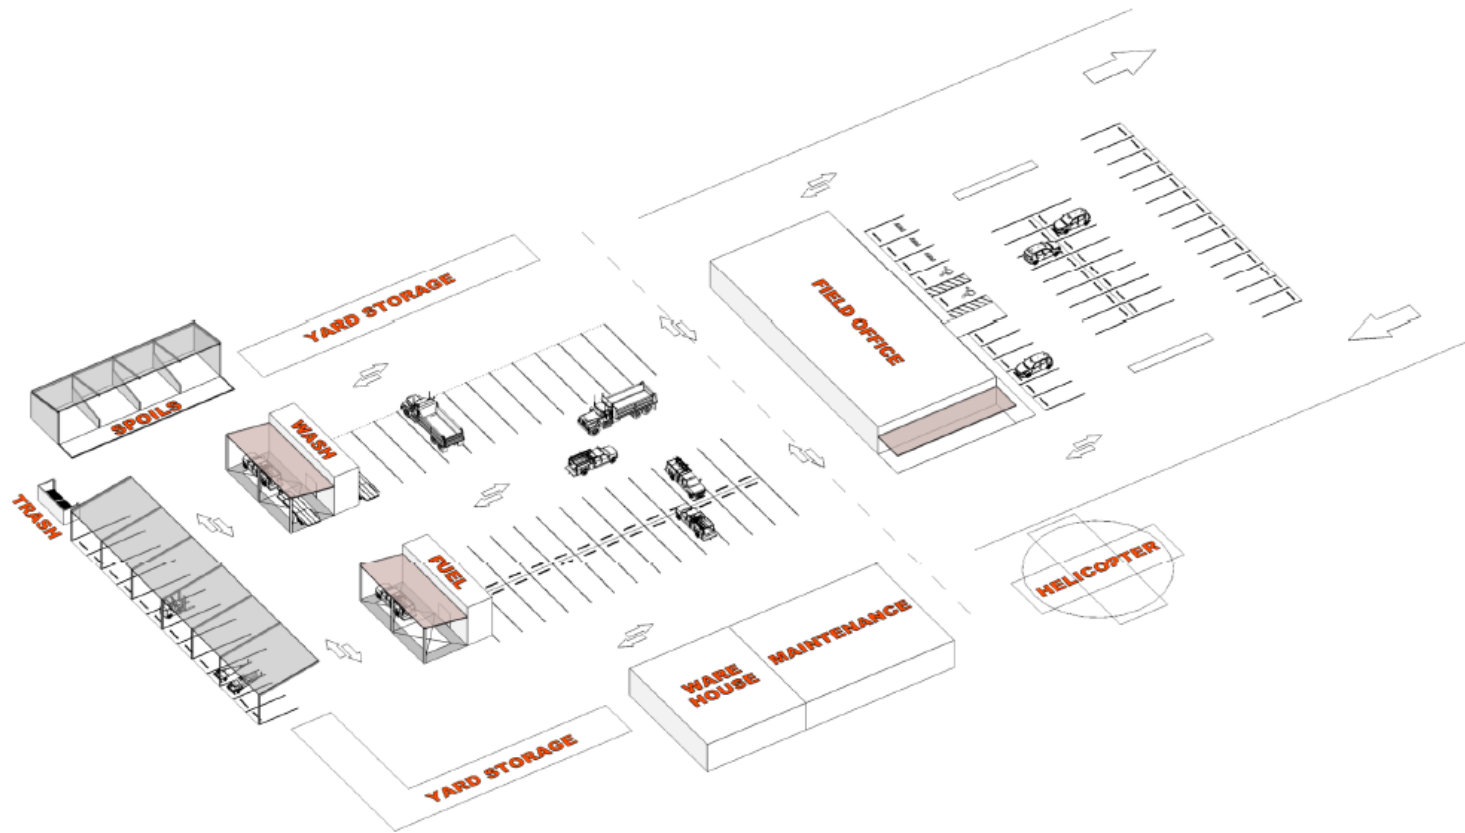 YARD STORAGE
FIELD OFFICE
SPOILS
WASH
TRASH
FUEL
HELICOPTER
WARE
HOUSE
MAINTENANCE
YARD STORAGE